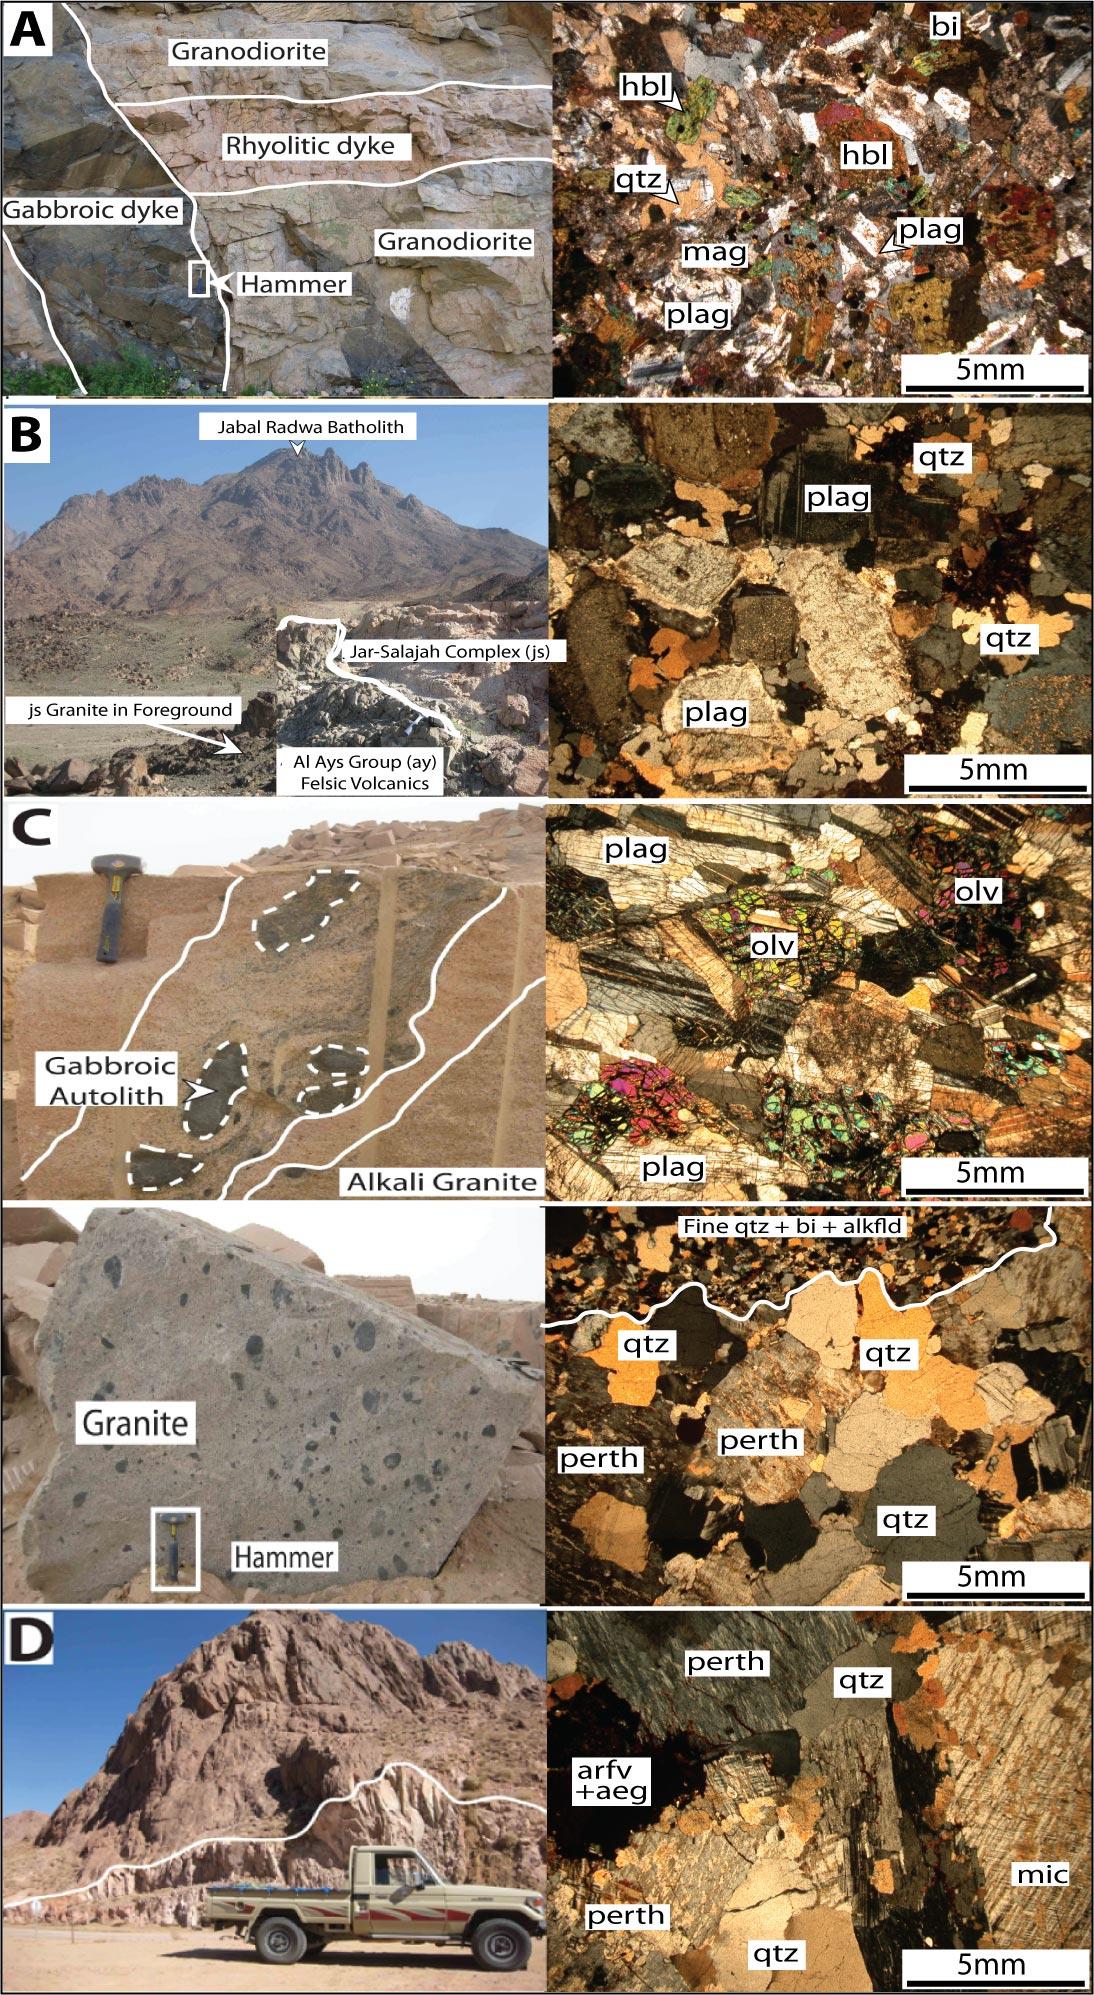 A
Granodiorite
Rhyolitic dyke
Gabbroic dyke
Granodiorite
Hammer
bi
hbl
hbl
qtz
plag
mag
plag
5mm
B
Jabal Radwa Batholith
Jar-Salajah Complex (js)
js Granite in Foreground
Al Ays Group (ay)
Felsic Volcanics
qtz
plag
qtz
plag
5mm
C
Gabbroic
Autolith
Alkali Granite
plag
olv
olv
plag
5mm
Granite
Hammer
Fine qtz + bi + alkfld
qtz
qtz
perth
perth
qtz
5mm
D
perth
qtz
arfv
+aeg
mic
perth
qtz
5mm